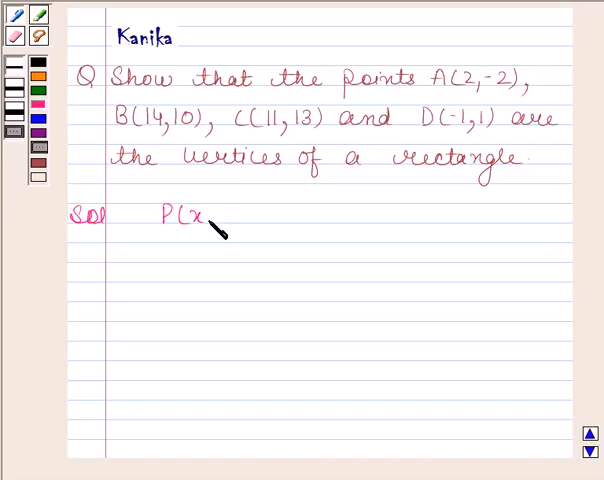 Kanika
Q Show that the points A(2,-2),
B(14,10), C(11,13) and D(-1,1) are
the vertices of a rectangle.
Sol P(x